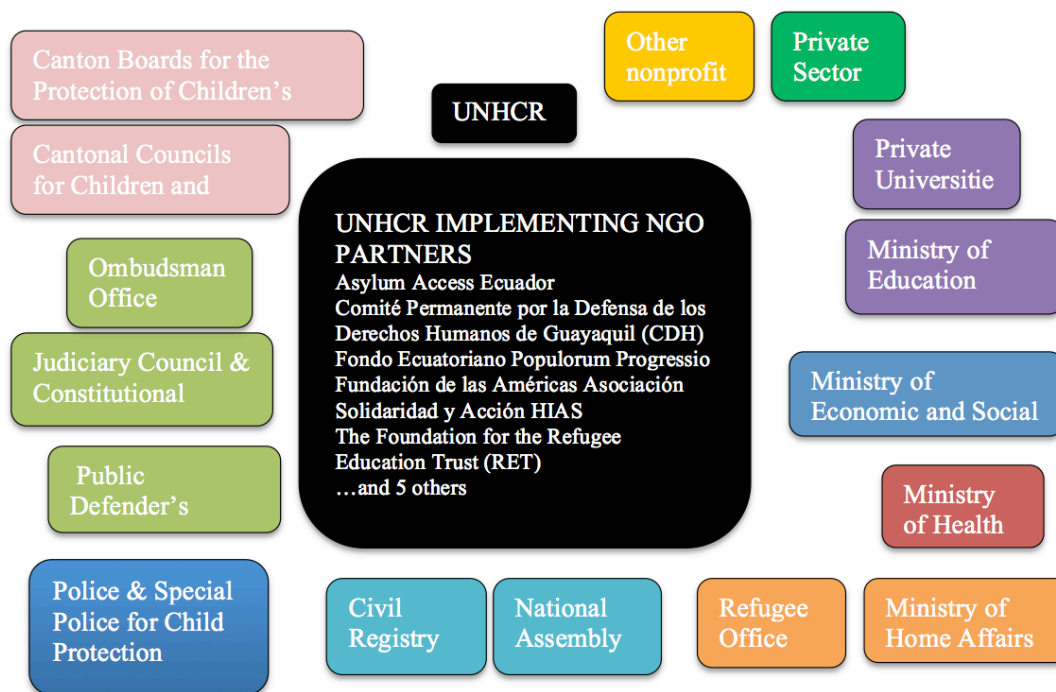 Canton Boards for the
Protection of Children's
Other
nonprofit
Private
Sector
UNHCR
Cantonal Councils
for Children and
Private
Universitie
UNHCR IMPLEMENTING NGO
PARTNERS
Asylum Access Ecuador
Comité Permanente por la Defensa de los
Derechos Humanos de Guayaquil (CDH)
Fondo Ecuatoriano Populorum Progressio
Fundación de las Américas Asociación
Solidaridad y Acción HIAS
The Foundation for the Refugee
Education Trust (RET)
…and 5 others
Ombudsman
Office
Ministry of
Education
Judiciary Council &
Constitutional
Ministry of
Economic and Social
Public
Defender's
Ministry
of Health
Police & Special
Police for Child
Protection
Civil
Registry
National
Assembly
Refugee
Office
Ministry of
Home Affairs